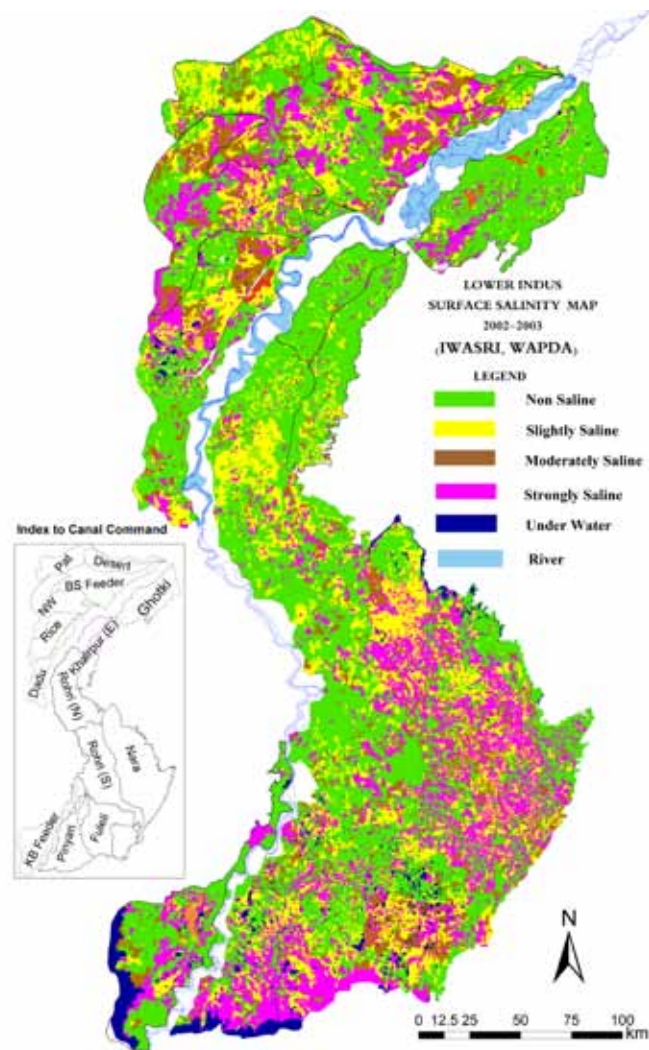 LOWER INDUS
SURFACE SALINITY MAP
2002-2003
(IWASRI, WAPDA)
LEGEND
Non Saline
Slightly Saline
Moderately Saline
Strongly Saline
Under Water
River
Index to Canal Command
Pat
Desert
BS Feeder
NW
Ghotki
Rice
Khairpur (E)
Dadu
Rohri (N)
Rohri (S)
Nara
KB Feeder
Pinyari
Fuleli
N
0 12.5 25 50 75 100
km